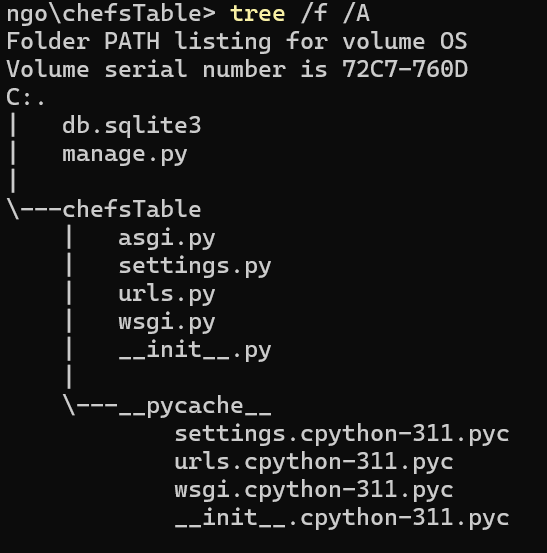 ngo\chefsTable> tree /f /A
Folder PATH listing for volume OS
Volume serial number is 72C7-760D
C:.
|   db.sqlite3
|   manage.py
|
\---chefsTable
    |   asgi.py
    |   settings.py
    |   urls.py
    |   wsgi.py
    |   __init__.py
    |
    \---__pycache__
            settings.cpython-311.pyc
            urls.cpython-311.pyc
            wsgi.cpython-311.pyc
            __init__.cpython-311.pyc